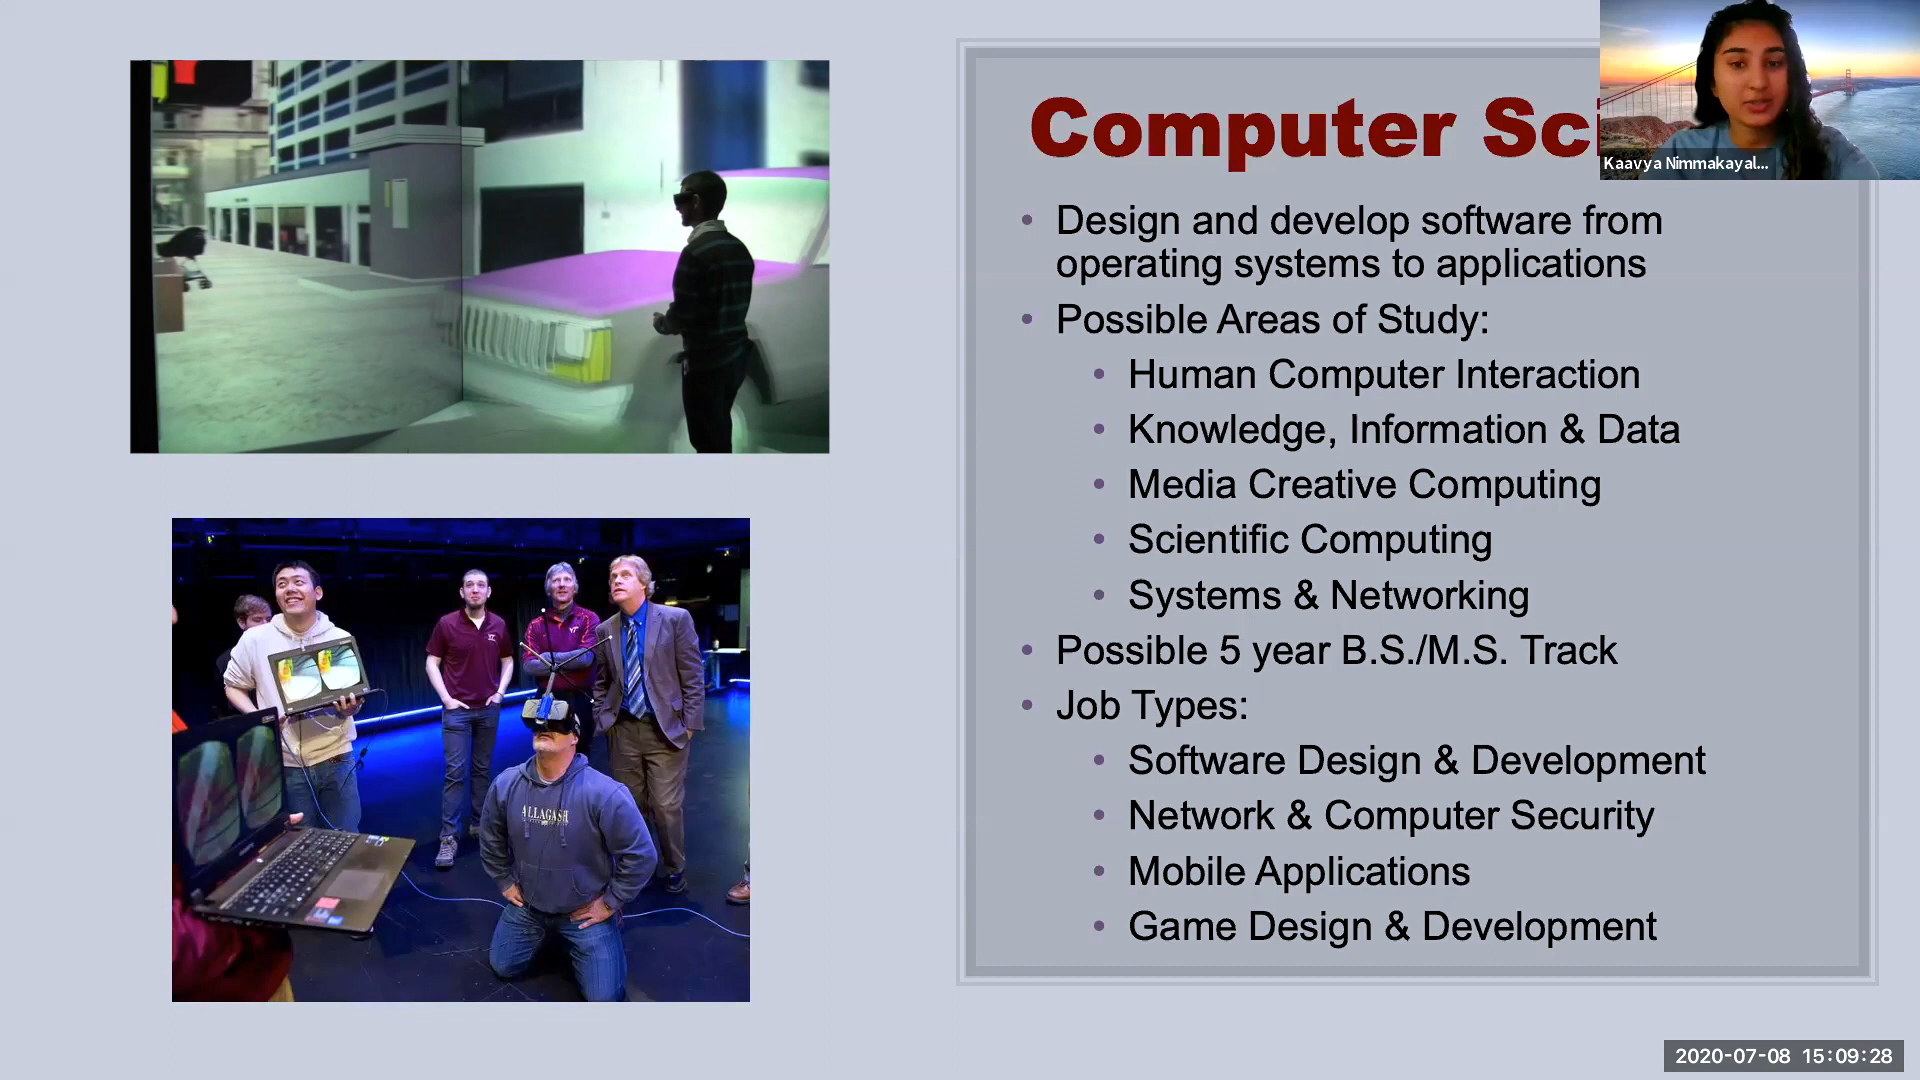 Computer Sci
Kaavya Nimmakayal...
• Design and develop software from
operating systems to applications
• Possible Areas of Study:
• Human Computer Interaction
• Knowledge, Information & Data
• Media Creative Computing
• Scientific Computing
• Systems & Networking
• Possible 5 year B.S./M.S. Track
• Job Types:
• Software Design & Development
• Network & Computer Security
• Mobile Applications
• Game Design & Development
ALLAGASH
2020-07-08 15:09:28